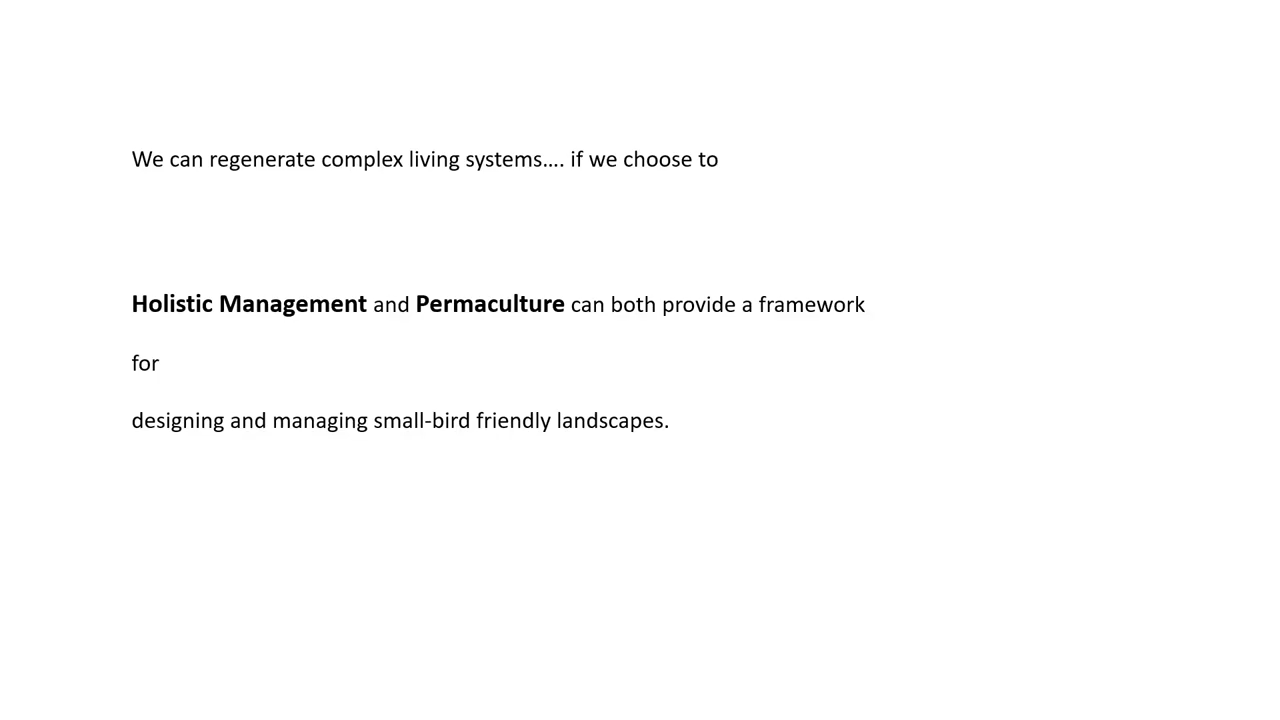 We can regenerate complex living systems…. if we choose to
Holistic Management and Permaculture can both provide a framework
for
designing and managing small-bird friendly landscapes.